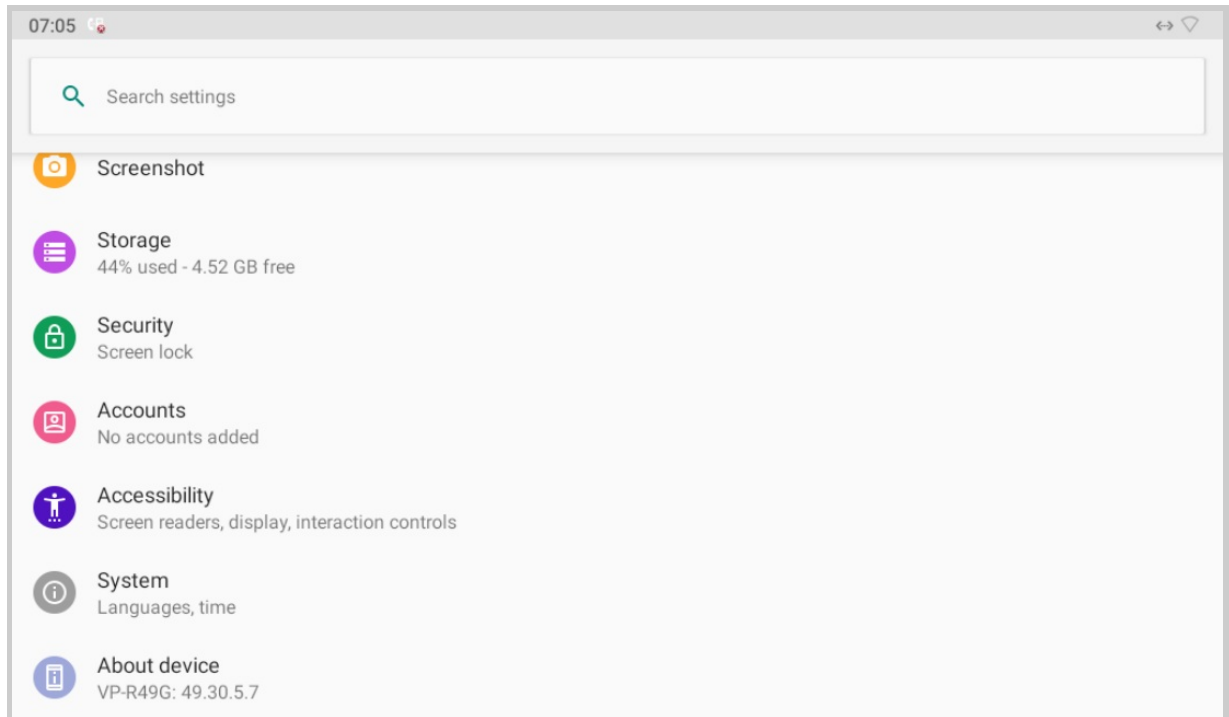 07:05
Search settings
Screenshot
Storage
44% used - 4.52 GB free
Security
Screen lock
Accounts
No accounts added
Accessibility
Screen readers, display, interaction controls
System
Languages, time
About device
VP-R49G: 49.30.5.7